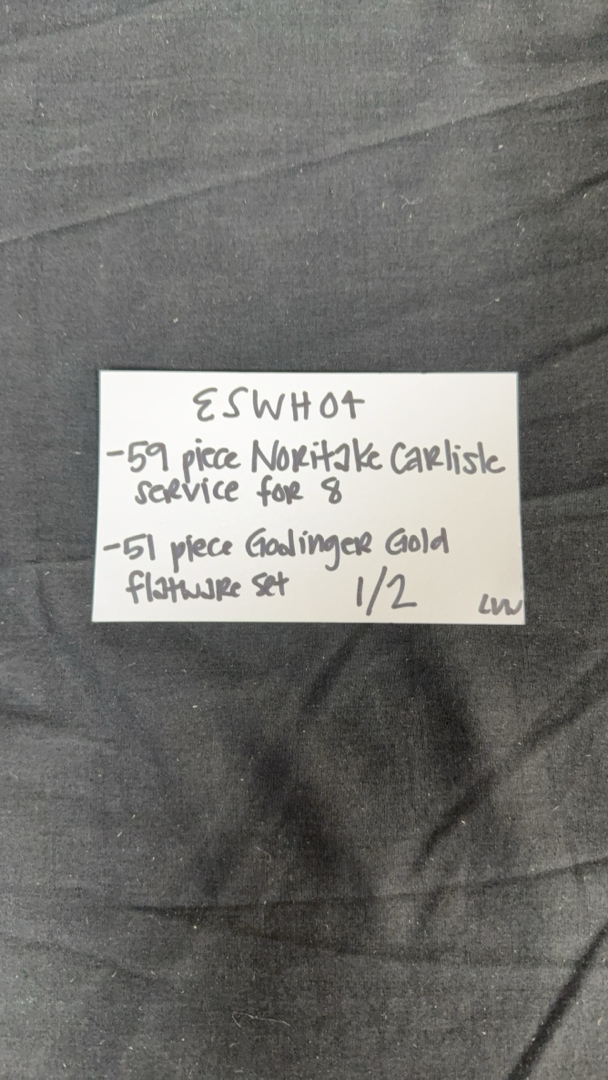 ESWH04
-59 piece Noritake Carlisle
service for 8
-51 piece Godinger Gold
flatware set 1/2 LW